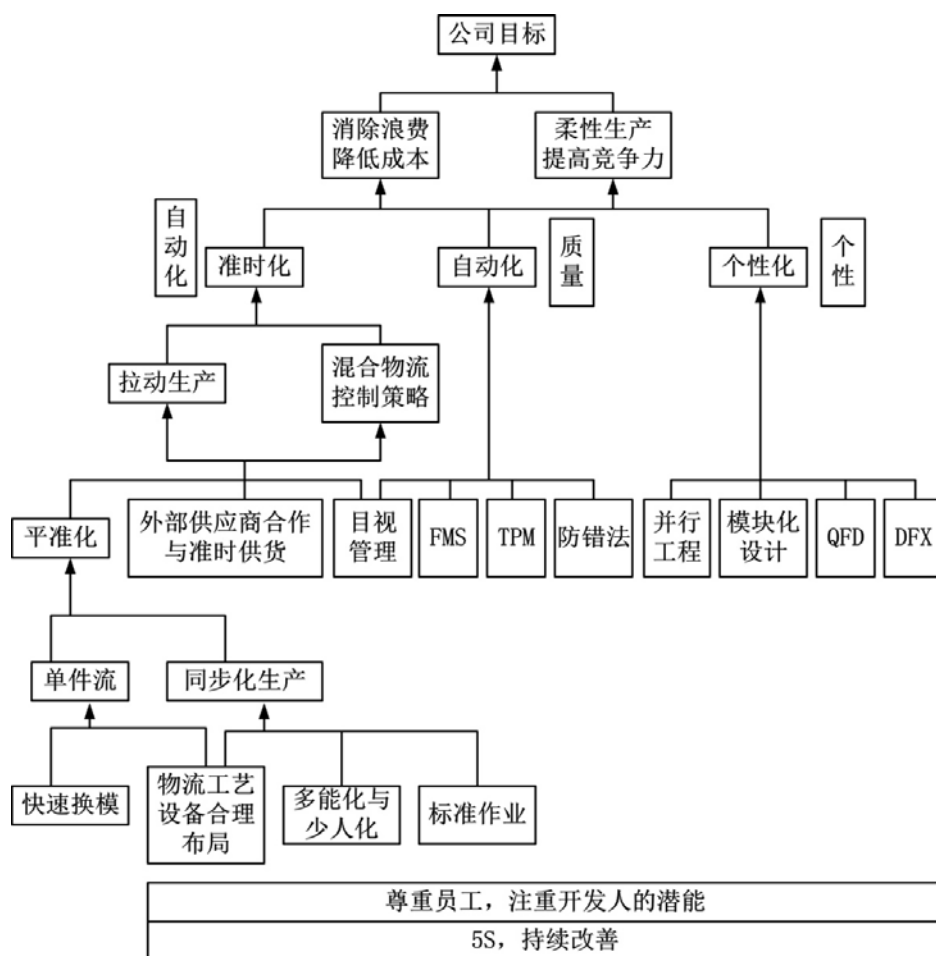 公司目标
消除浪费
降低成本
柔性生产
提高竞争力
自
动
化
准时化
自动化
质
量
个性化
个
性
拉动生产
混合物流
控制策略
平准化
外部供应商合作
与准时供货
目视
管理
FMS
TPM
防错法
并行
工程
模块化
设计
QFD
DFX
单件流
同步化生产
快速换模
物流工艺
设备合理
布局
多能化与
少人化
标准作业
尊重员工，注重开发人的潜能
5S，持续改善